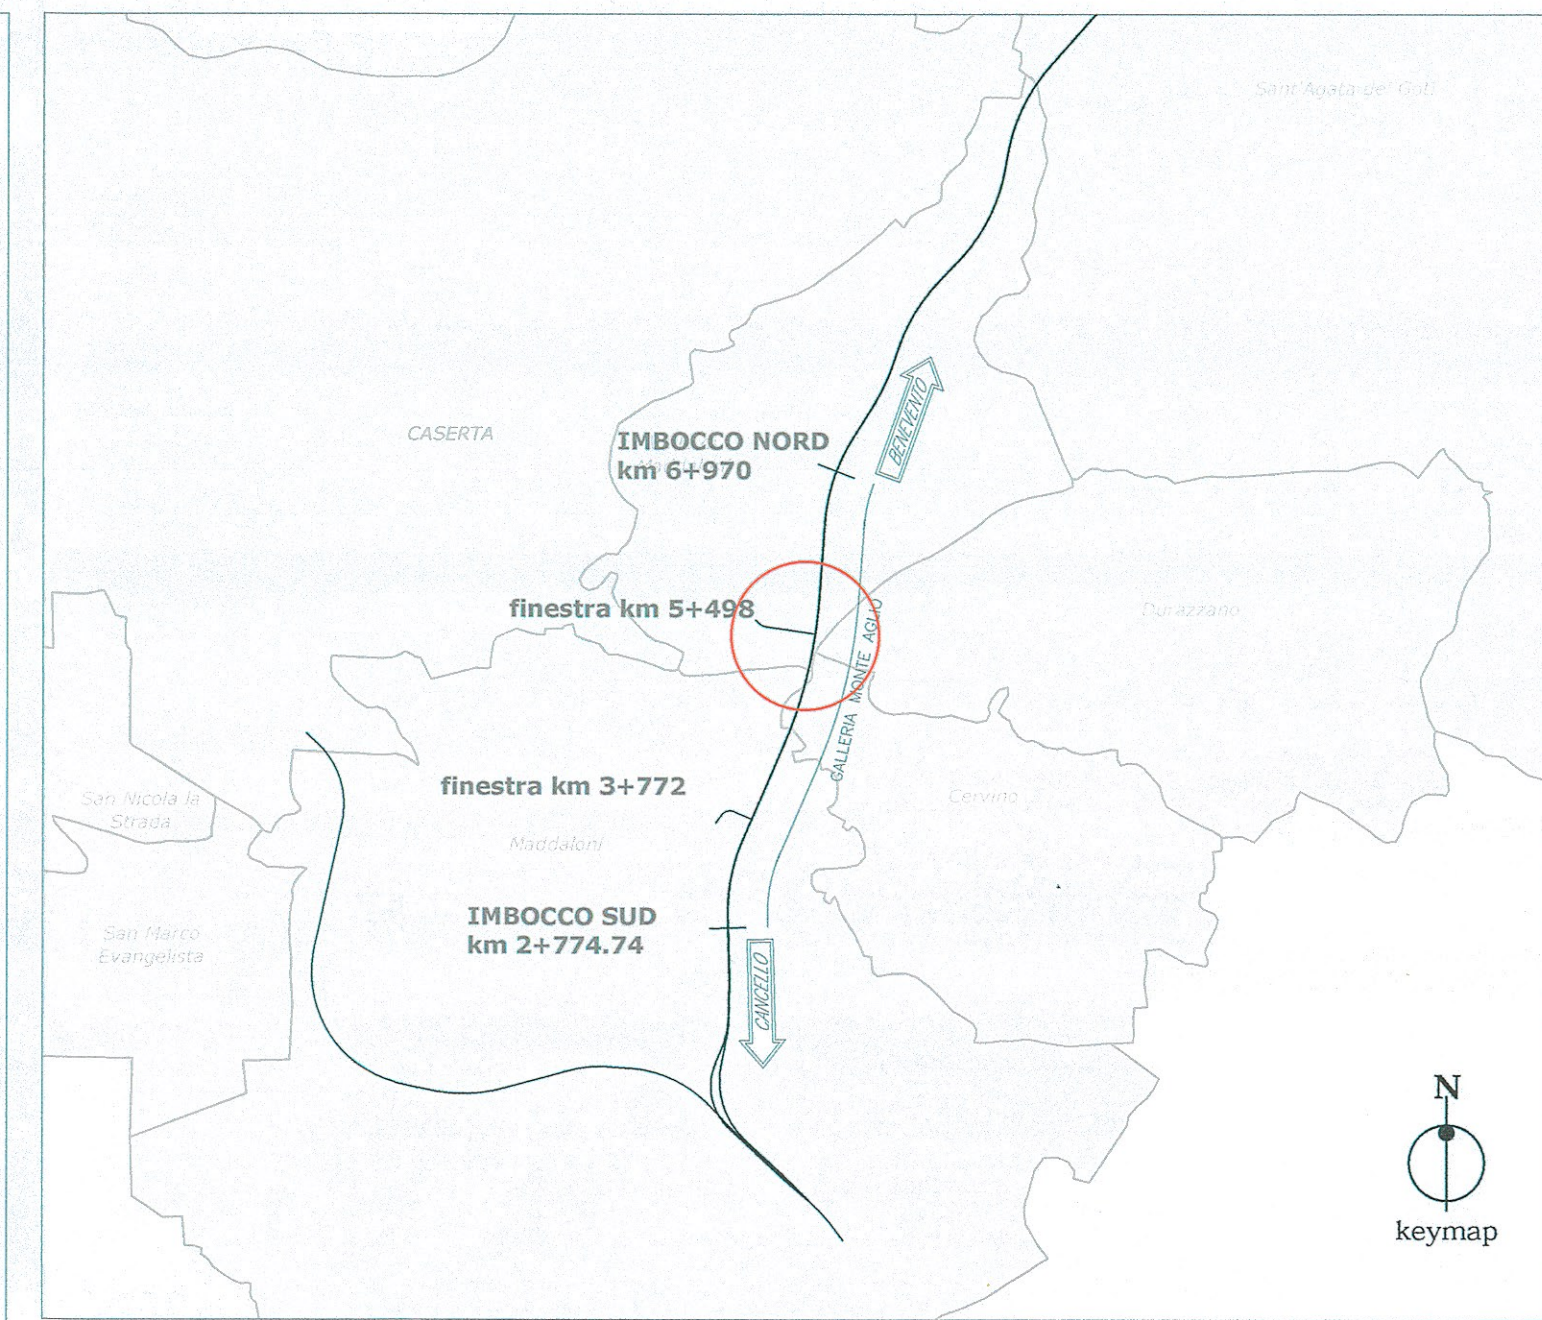 Sant'Agata de' Goti
BENEVENTO
CASERTA
IMBOCCO NORD
km 6+970
finestra km 5+498
GALLERIA MONTE AGLIO
Durazzano
finestra km 3+772
San Nicola la
Strada
Cervino
Maddaloni
IMBOCCO SUD
km 2+774.74
San Marco
Evangelista
CANCELLO
N
keymap